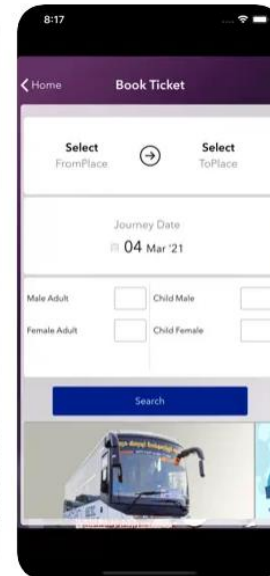 8:17
Home Book Ticket
Select Select
FromPlace ToPlace
Journey Date
04 Mar '21
Male Adult Child Male
Female Adult Child Female
Search